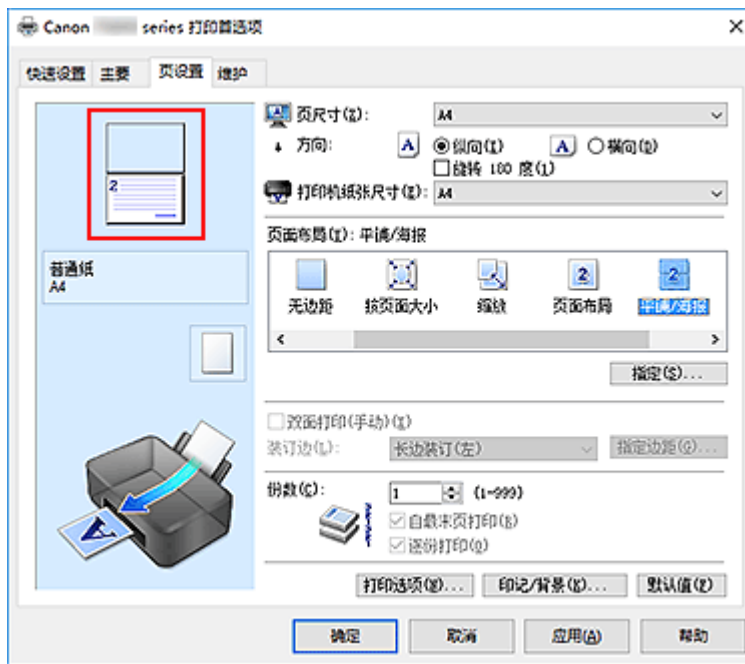 Canon series 打印首选项
快速设置 主要 页设置 维护
页尺寸(Z): A4
方向: A 纵向(T) A 横向(D)
旋转 180 度(1)
打印机纸张尺寸(E): A4
页面布局(I): 平铺/海报
无边距 按页面大小 缩放 页面布局 平铺/海报
指定(S)...
双面打印(手动)(X)
装订边(L): 长边装订(左) 指定边距(G)...
份数(C): 1 (1-999)
自最末页打印(R)
逐份打印(O)
打印选项(N)... 印记/背景(K)... 默认值(F)
2
普通纸
A4
确定 取消 应用(A) 帮助